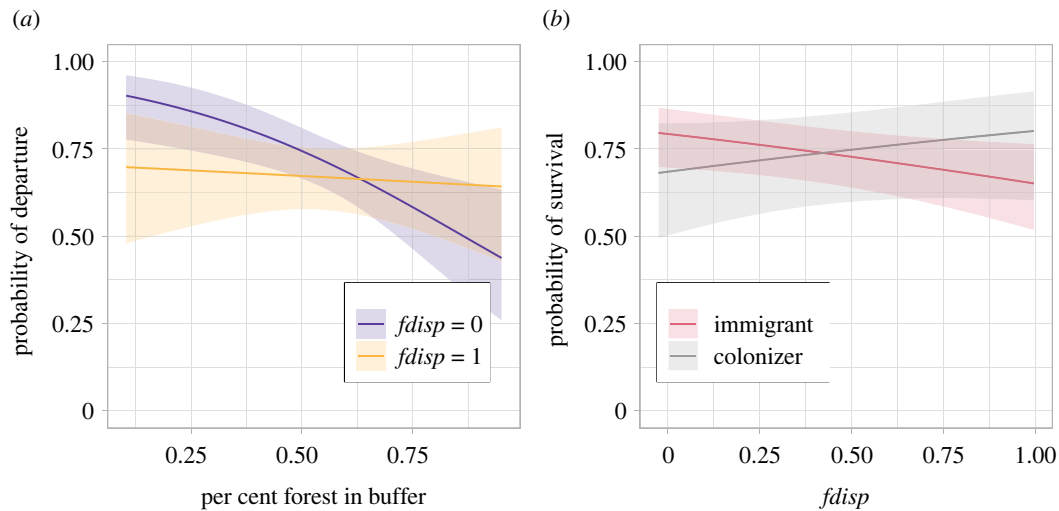 (a)
probability of departure
1.00
0.75
0.50
0.25
0
0.25 0.50 0.75
per cent forest in buffer
fdisp = 0
fdisp = 1
(b)
probability of survival
1.00
0.75
0.50
0.25
0
0 0.25 0.50 0.75 1.00
fdisp
immigrant
colonizer